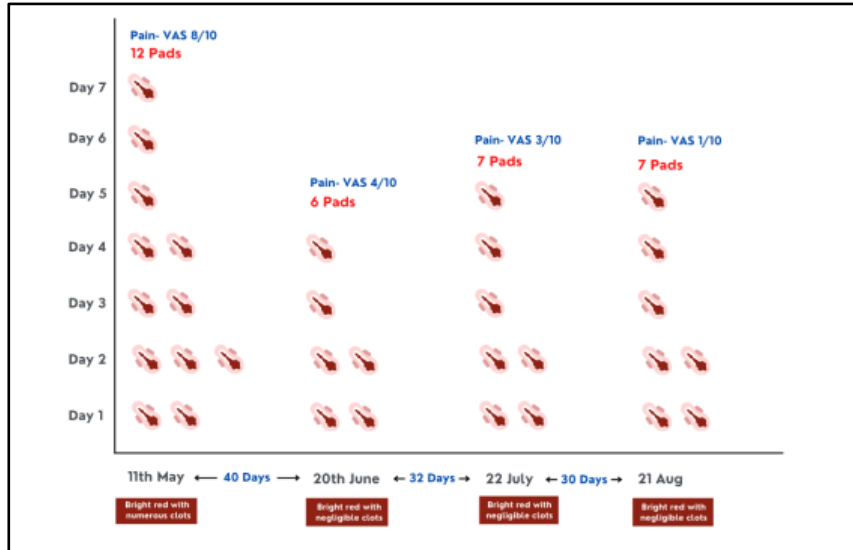 Pain- VAS 8/10
12 Pads
Day 7
Day 6
Pain- VAS 3/10
7 Pads
Pain- VAS 1/10
7 Pads
Day 5
Pain- VAS 4/10
6 Pads
Day 4
Day 3
Day 2
Day 1
11th May
40 Days
20th June
32 Days
22 July
30 Days
21 Aug
Bright red with
numerous clots
Bright red with
negligible clots
Bright red with
negligible clots
Bright red with
negligible clots